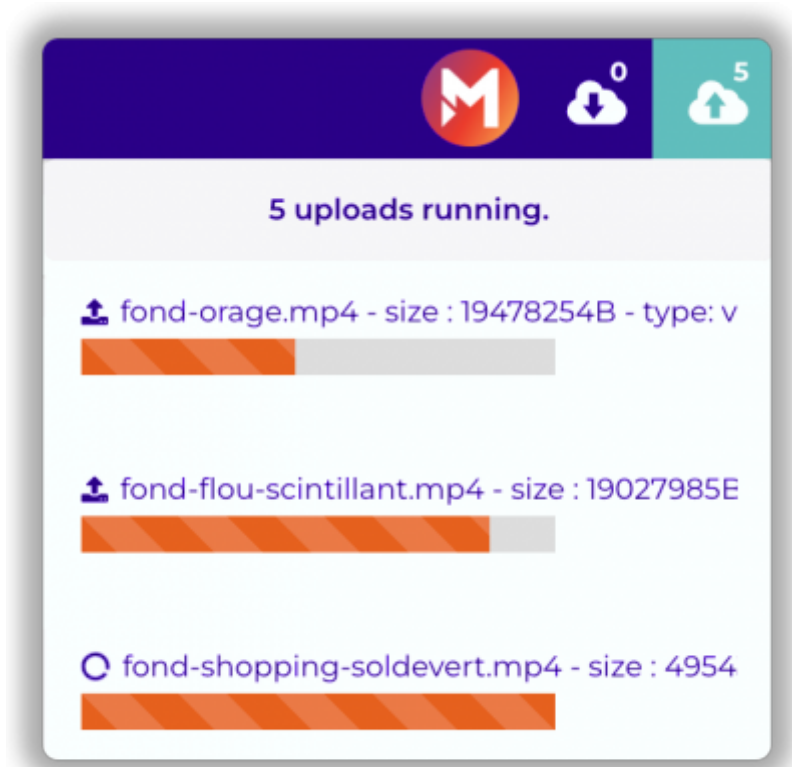 M
0
5
5 uploads running.
fond-orage.mp4 - size : 19478254B - type: v
fond-flou-scintillant.mp4 - size : 19027985
fond-shopping-soldevert.mp4 - size : 4954